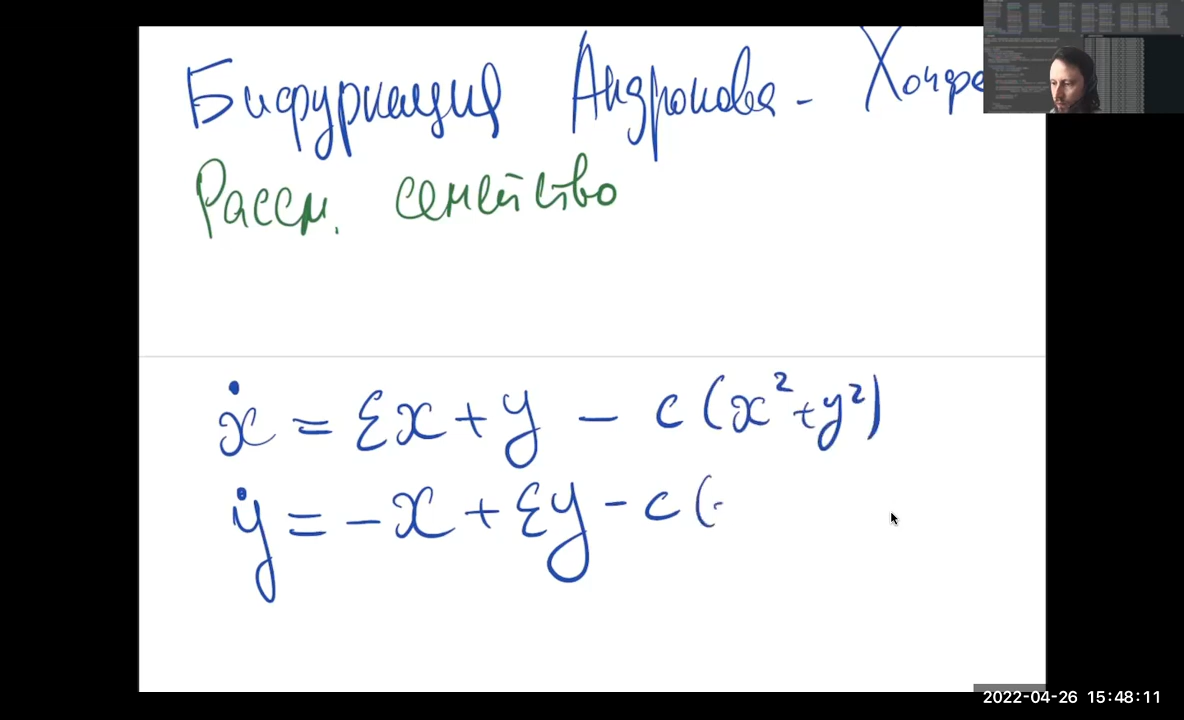 Бифуркация Андронова - Хопфа
Рассм. семейство
ẋ = εx + y - c(x²+y²)
ẏ = -x + εy - c(
2022-04-26 15:48:11